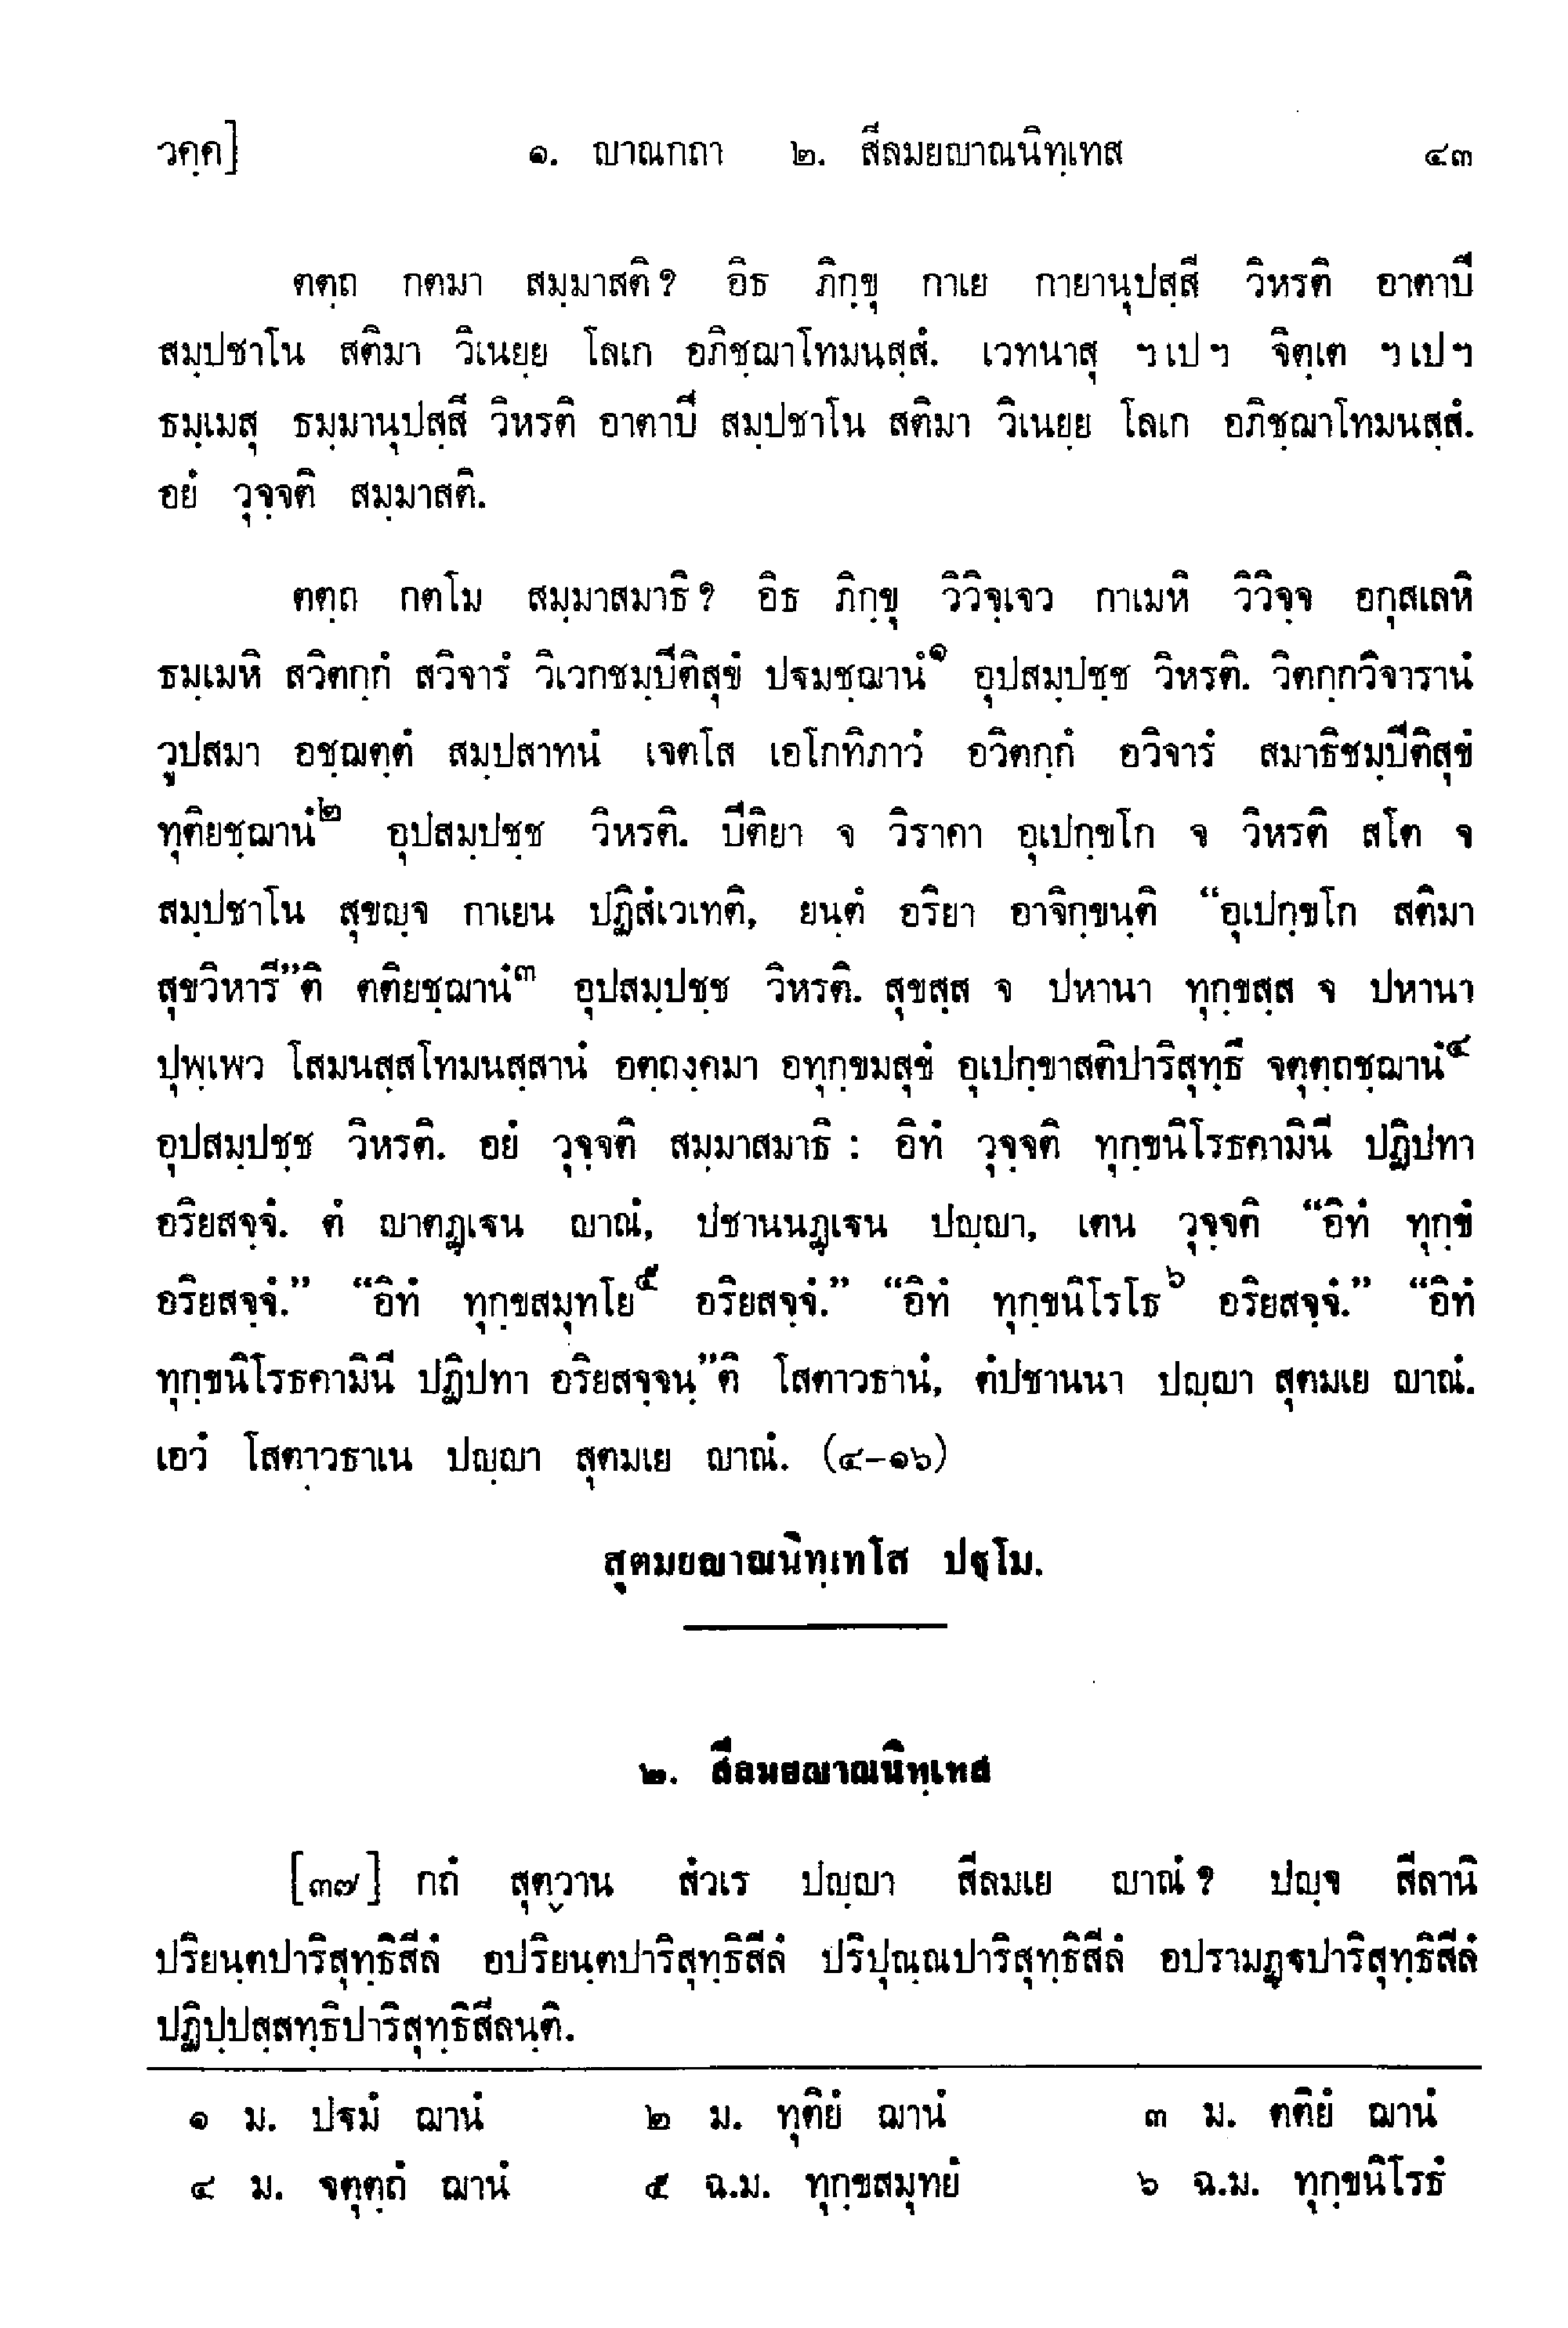 วคฺค] ๑. ญาณกถา ๒. สีลมยญาณนิทฺเทส ๔๓
ตตฺถ กตมา สมฺมาสติ? อิธ ภิกฺขุ กาเย กายานุปสฺสี วิหรติ อาตาปี
สมฺปชาโน สติมา วิเนยฺย โลเก อภิชฺฌาโทมนสฺสํ. เวทนาสุ ฯเปฯ จิตฺเต ฯเปฯ
ธมฺเมสุ ธมฺมานุปสฺสี วิหรติ อาตาปี สมฺปชาโน สติมา วิเนยฺย โลเก อภิชฺฌาโทมนสฺสํ.
อยํ วุจฺจติ สมฺมาสติ.
ตตฺถ กตโม สมฺมาสมาธิ? อิธ ภิกฺขุ วิวิจฺเจว กาเมหิ วิวิจฺจ อกุสเลหิ
ธมฺเมหิ สวิตกฺกํ สวิจารํ วิเวกชมฺปีติสุขํ ปฐมชฺฌานํ๑ อุปสมฺปชฺช วิหรติ. วิตกฺกวิจารานํ
วูปสมา อชฺฌตฺตํ สมฺปสาทนํ เจตโส เอโกทิภาวํ อวิตกฺกํ อวิจารํ สมาธิชมฺปีติสุขํ
ทุติยชฺฌานํ๒ อุปสมฺปชฺช วิหรติ. ปีติยา จ วิราคา อุเปกฺขโก จ วิหรติ สโต จ
สมฺปชาโน สุขญฺจ กาเยน ปฏิสํเวเทติ, ยนฺตํ อริยา อาจิกฺขนฺติ “อุเปกฺขโก สติมา
สุขวิหารี”ติ ตติยชฺฌานํ๓ อุปสมฺปชฺช วิหรติ. สุขสฺส จ ปหานา ทุกฺขสฺส จ ปหานา
ปุพฺเพว โสมนสฺสโทมนสฺสานํ อตฺถงฺคมา อทุกฺขมสุขํ อุเปกฺขาสติปาริสุทฺธึ จตุตฺถชฺฌานํ๔
อุปสมฺปชฺช วิหรติ. อยํ วุจฺจติ สมฺมาสมาธิ : อิทํ วุจฺจติ ทุกฺขนิโรธคามินี ปฏิปทา
อริยสจฺจํ. ตํ ญาตฏฺเฐน ญาณํ, ปชานนฏฺเฐน ปญฺญา, เตน วุจฺจติ “อิทํ ทุกฺขํ
อริยสจฺจํ.” “อิทํ ทุกฺขสมุทโย๕ อริยสจฺจํ.” “อิทํ ทุกฺขนิโรโธ๖ อริยสจฺจํ.” “อิทํ
ทุกฺขนิโรธคามินี ปฏิปทา อริยสจฺจนฺ”ติ โสตาวธานํ, ตํปชานนา ปญฺญา สุตมเย ญาณํ.
เอวํ โสตาวธาเน ปญฺญา สุตมเย ญาณํ. (๔-๑๖)
สุตมยญาณนิทฺเทโส ปฐโม.
๒. สีลมยญาณนิทฺเทส
[๓๗] กถํ สุตฺวาน สํวเร ปญฺญา สีลมเย ญาณํ? ปญฺจ สีลานิ
ปริยนฺตปาริสุทฺธิสีลํ อปริยนฺตปาริสุทฺธิสีลํ ปริปุณฺณปาริสุทฺธิสีลํ อปรามฏฺฐปาริสุทฺธิสีลํ
ปฏิปฺปสฺสทฺธิปาริสุทฺธิสีลนฺติ.
๑ ม. ปฐมํ ฌานํ ๒ ม. ทุติยํ ฌานํ ๓ ม. ตติยํ ฌานํ
๔ ม. จตุตฺถํ ฌานํ ๕ ฉ.ม. ทุกฺขสมุทยํ ๖ ฉ.ม. ทุกฺขนิโรธํ